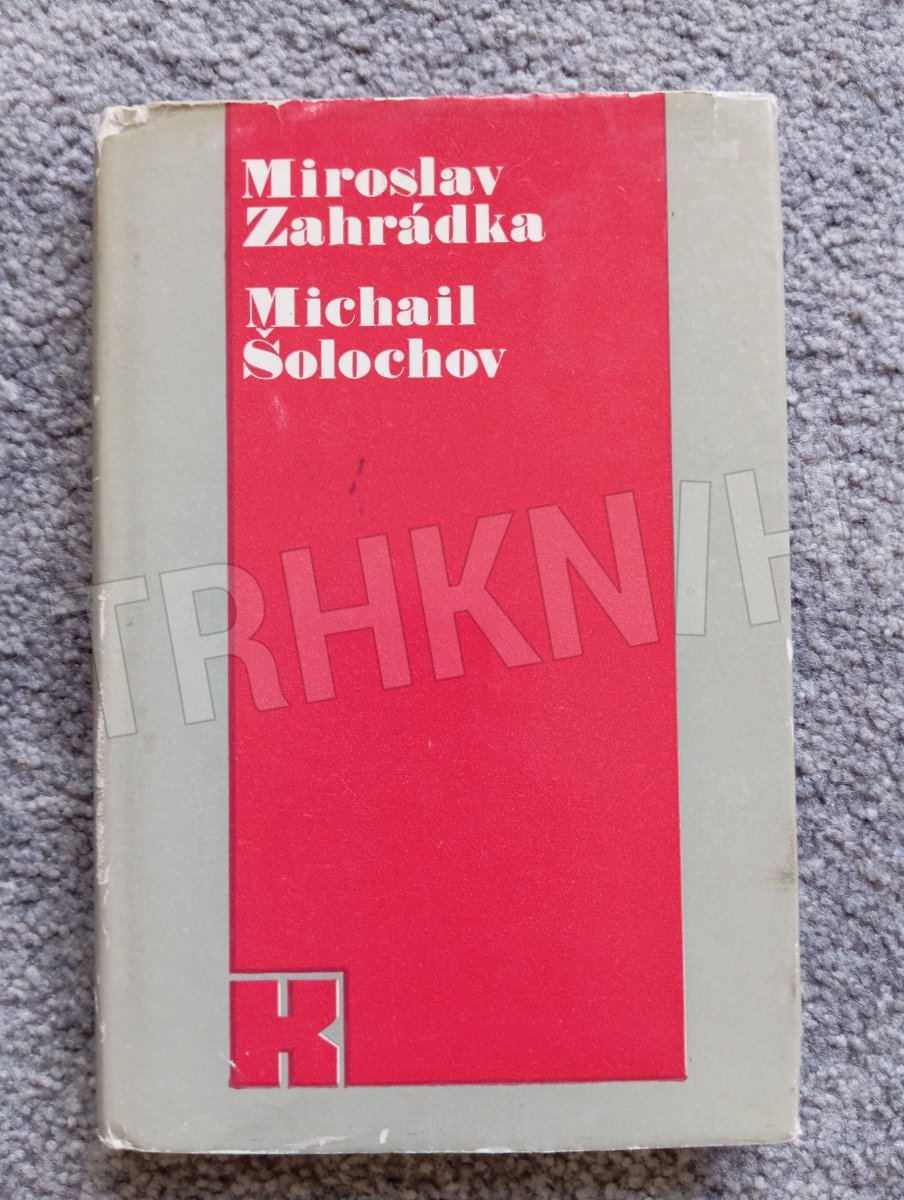 Miroslav
Zahrádka
Michail
Šolochov
TRHKNIH
K